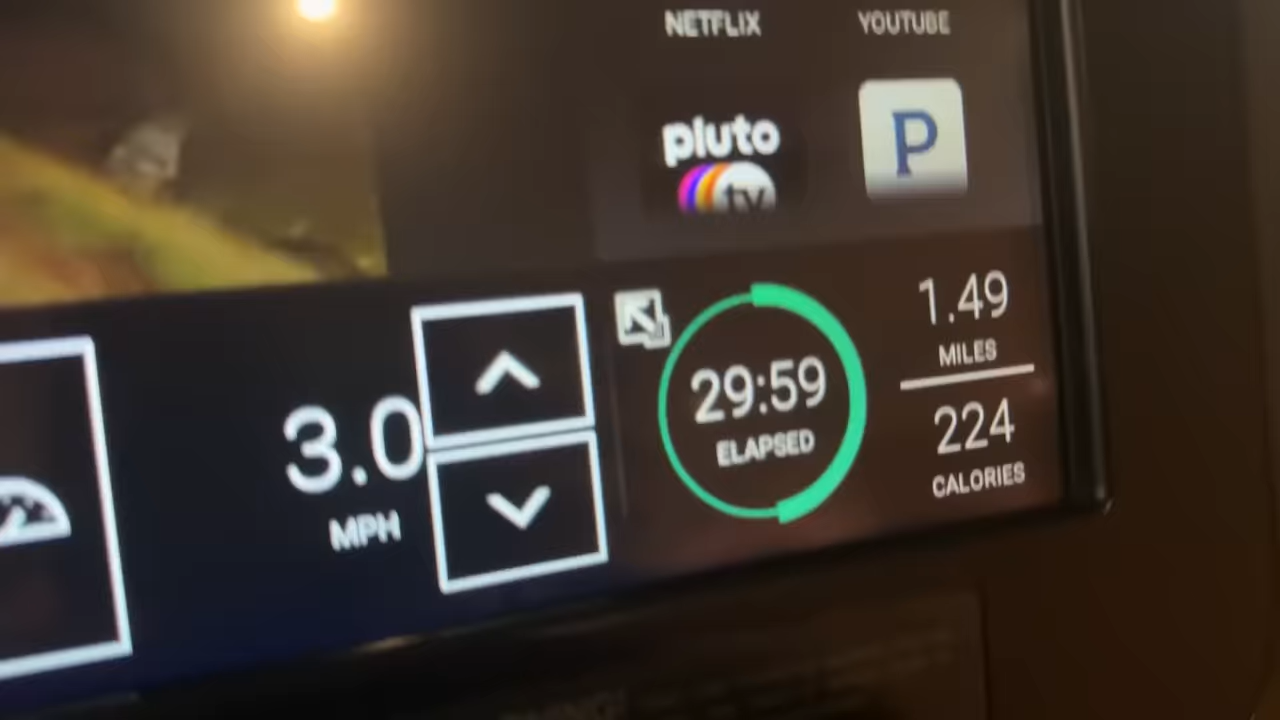 NETFLIX
YOUTUBE
pluto
tv
P
3.0
MPH
29:59
ELAPSED
1.49
MILES
224
CALORIES